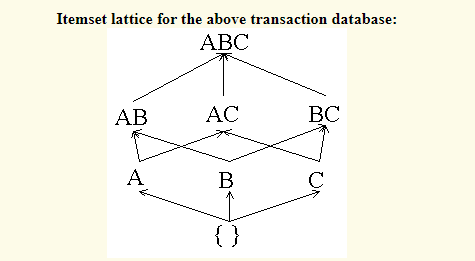 Itemset lattice for the above transaction database:
ABC
AB AC BC
A B C
{ }